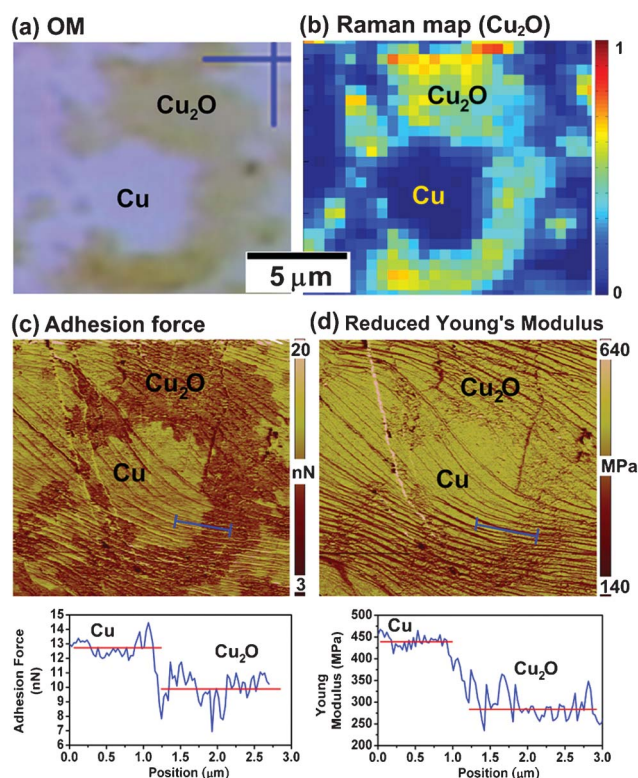 (a) OM
(b) Raman map (Cu₂O)
Cu₂O
Cu
Cu₂O
Cu
1
0
5 μm
(c) Adhesion force
(d) Reduced Young's Modulus
Cu₂O
Cu
20
nN
3
Cu₂O
Cu
640
MPa
140
Adhesion Force
(nN)
15
14
13
12
11
10
9
8
7
6
Cu
Cu₂O
0.0 0.5 1.0 1.5 2.0 2.5 3.0
Position (μm)
Young
Modulus (MPa)
500
450
400
350
300
250
200
Cu
Cu₂O
0.0 0.5 1.0 1.5 2.0 2.5 3.0
Position (μm)